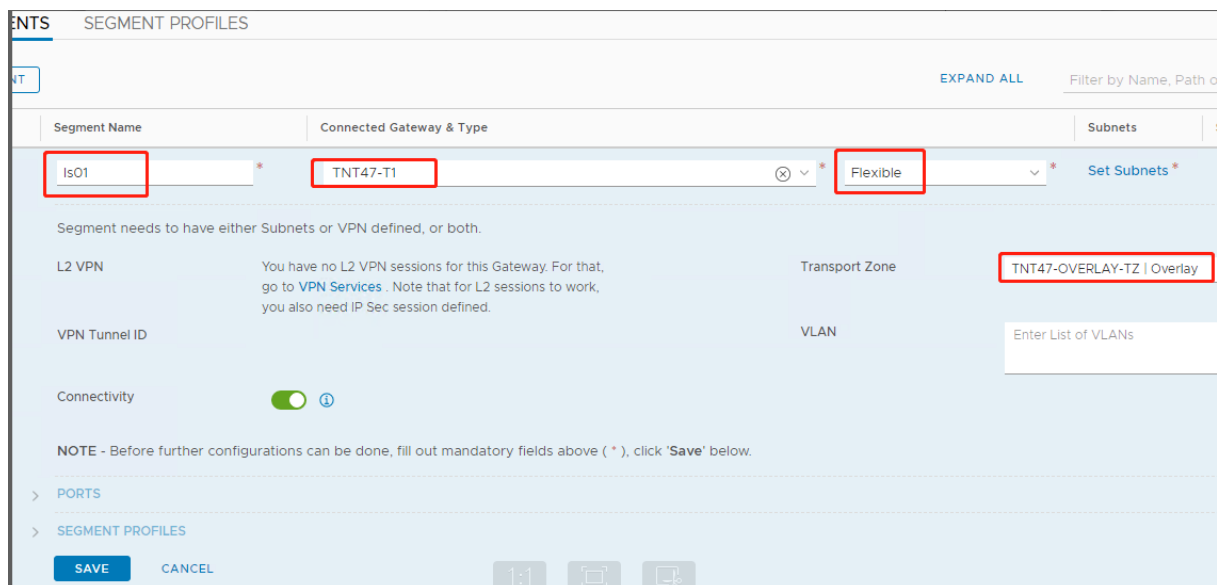 ENTS SEGMENT PROFILES
NT EXPAND ALL Filter by Name, Path o
Segment Name Connected Gateway & Type Subnets
ls01 * TNT47-T1 * Flexible * Set Subnets *
Segment needs to have either Subnets or VPN defined, or both.
L2 VPN You have no L2 VPN sessions for this Gateway. For that, Transport Zone TNT47-OVERLAY-TZ | Overlay
go to VPN Services . Note that for L2 sessions to work,
you also need IP Sec session defined.
VPN Tunnel ID VLAN Enter List of VLANs
Connectivity
NOTE - Before further configurations can be done, fill out mandatory fields above ( * ), click 'Save' below.
PORTS
SEGMENT PROFILES
SAVE CANCEL 1:1